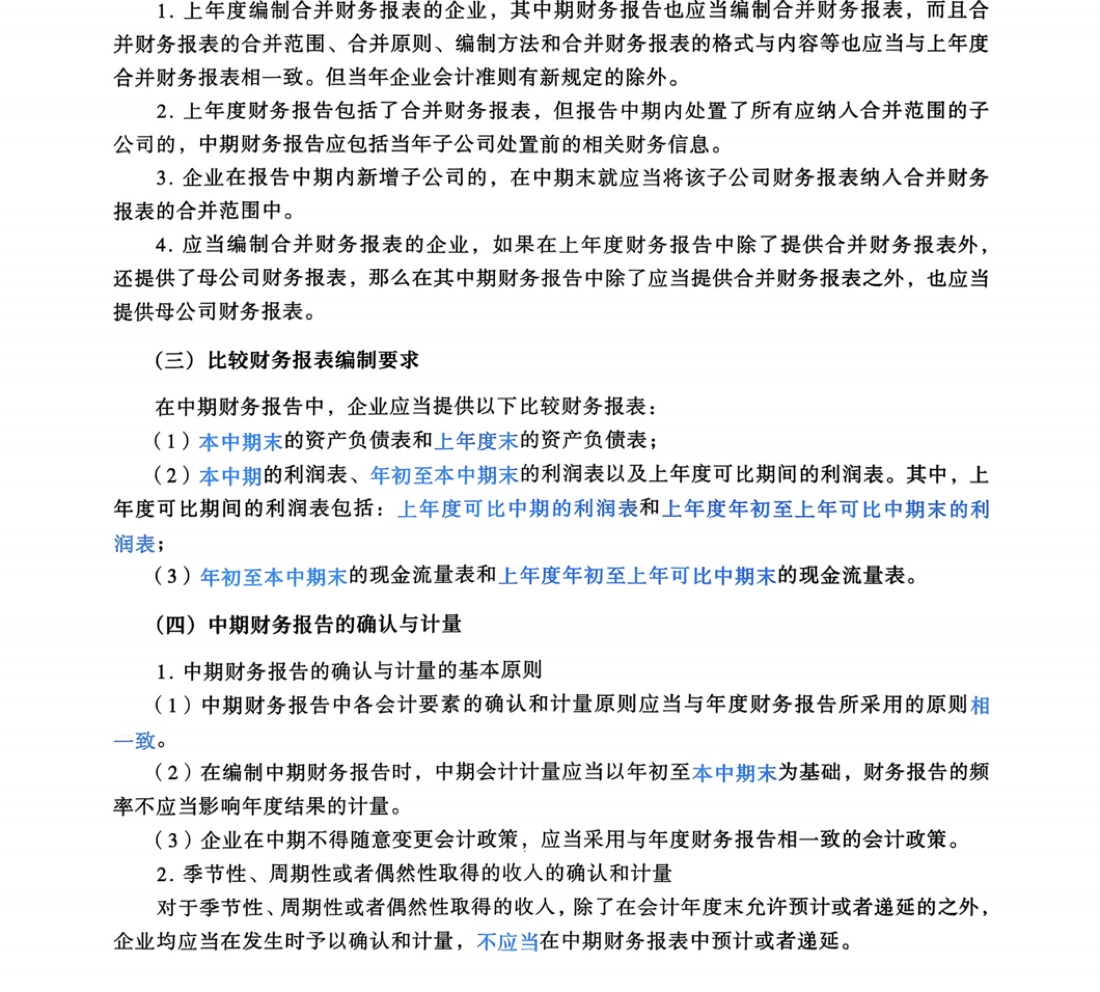 1. 上年度编制合并财务报表的企业，其中期财务报告也应当编制合并财务报表，而且合
并财务报表的合并范围、合并原则、编制方法和合并财务报表的格式与内容等也应当与上年度
合并财务报表相一致。但当年企业会计准则有新规定的除外。
2. 上年度财务报告包括了合并财务报表，但报告中期内处置了所有应纳入合并范围的子
公司的，中期财务报告应包括当年子公司处置前的相关财务信息。
3. 企业在报告中期内新增子公司的，在中期末就应当将该子公司财务报表纳入合并财务
报表的合并范围中。
4. 应当编制合并财务报表的企业，如果在上年度财务报告中除了提供合并财务报表外，
还提供了母公司财务报表，那么在其中期财务报告中除了应当提供合并财务报表之外，也应当
提供母公司财务报表。
（三）比较财务报表编制要求
在中期财务报告中，企业应当提供以下比较财务报表：
（1）本中期末的资产负债表和上年度末的资产负债表；
（2）本中期的利润表、年初至本中期末的利润表以及上年度可比期间的利润表。其中，上
年度可比期间的利润表包括：上年度可比中期的利润表和上年度年初至上年可比中期末的利
润表；
（3）年初至本中期末的现金流量表和上年度年初至上年可比中期末的现金流量表。
（四）中期财务报告的确认与计量
1. 中期财务报告的确认与计量的基本原则
（1）中期财务报告中各会计要素的确认和计量原则应当与年度财务报告所采用的原则相
一致。
（2）在编制中期财务报告时，中期会计计量应当以年初至本中期末为基础，财务报告的频
率不应当影响年度结果的计量。
（3）企业在中期不得随意变更会计政策，应当采用与年度财务报告相一致的会计政策。
2. 季节性、周期性或者偶然性取得的收入的确认和计量
对于季节性、周期性或者偶然性取得的收入，除了在会计年度末允许预计或者递延的之外，
企业均应当在发生时予以确认和计量，不应当在中期财务报表中预计或者递延。